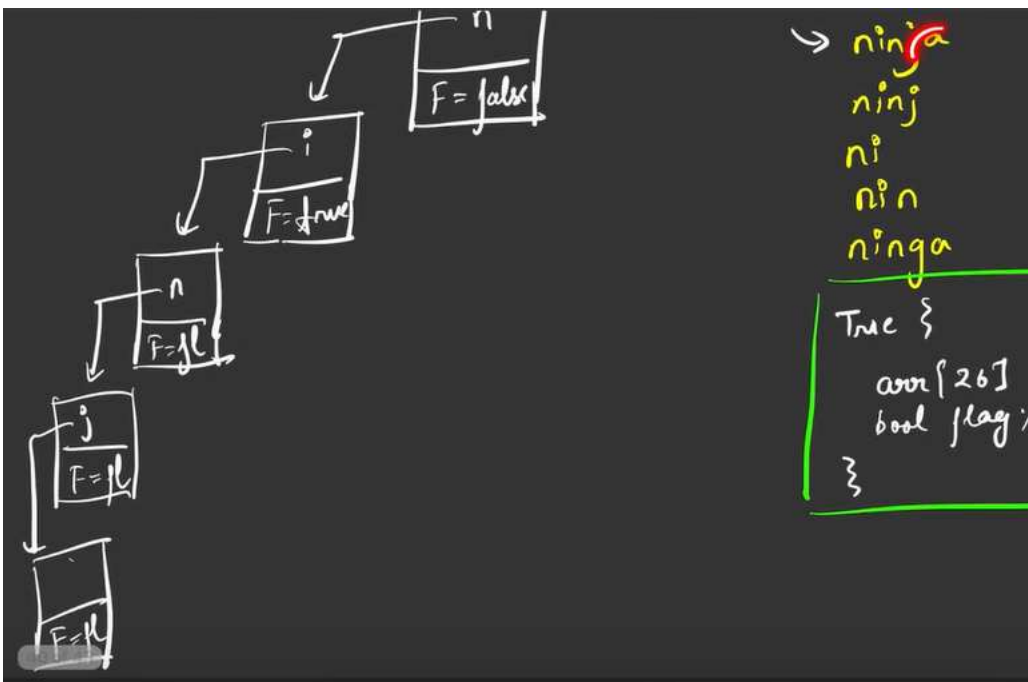 n
F = false
i
F = true
n
F = fl
j
F = fl
F = fl
ninja
ninj
ni
nin
ninga
True {
arr[26]
bool flag;
}